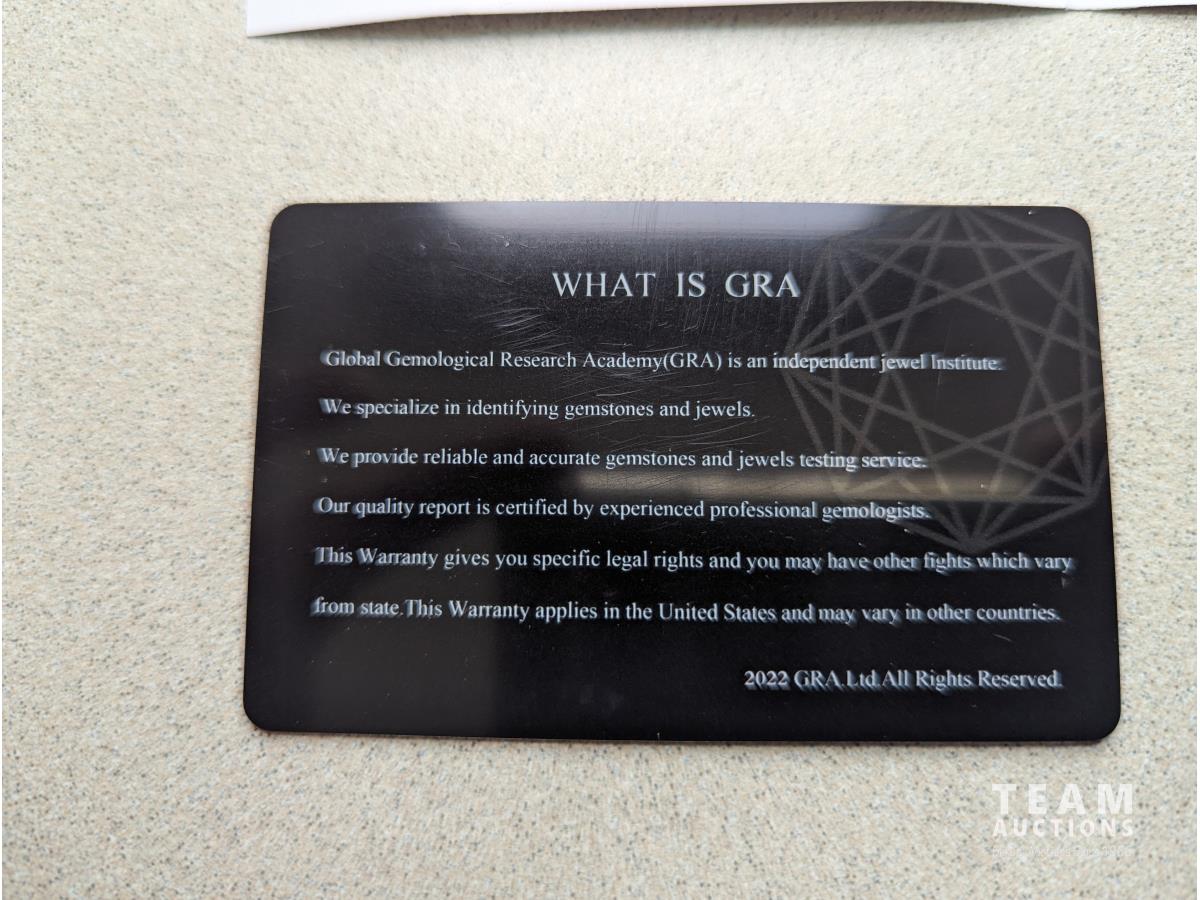 WHAT IS GRA
Global Gemological Research Academy(GRA) is an independent jewel Institute.
We specialize in identifying gemstones and jewels.
We provide reliable and accurate gemstones and jewels testing service.
Our quality report is certified by experienced professional gemologists.
This Warranty gives you specific legal rights and you may have other fights which vary
from state.This Warranty applies in the United States and may vary in other countries.
2022 GRA.Ltd.All Rights Reserved.
TEAM
AUCTIONS